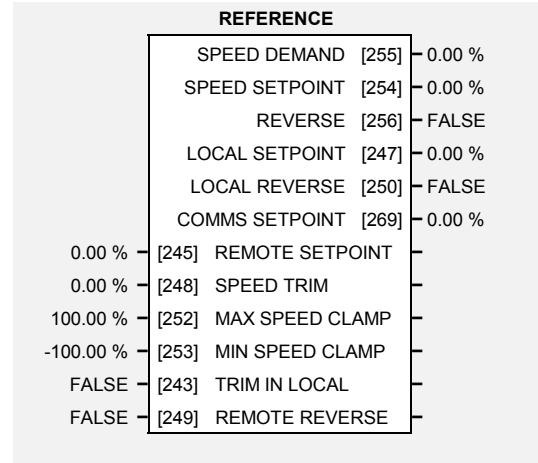 REFERENCE
SPEED DEMAND [255] 0.00 %
SPEED SETPOINT [254] 0.00 %
REVERSE [256] FALSE
LOCAL SETPOINT [247] 0.00 %
LOCAL REVERSE [250] FALSE
COMMS SETPOINT [269] 0.00 %
0.00 % [245] REMOTE SETPOINT
0.00 % [248] SPEED TRIM
100.00 % [252] MAX SPEED CLAMP
-100.00 % [253] MIN SPEED CLAMP
FALSE [243] TRIM IN LOCAL
FALSE [249] REMOTE REVERSE